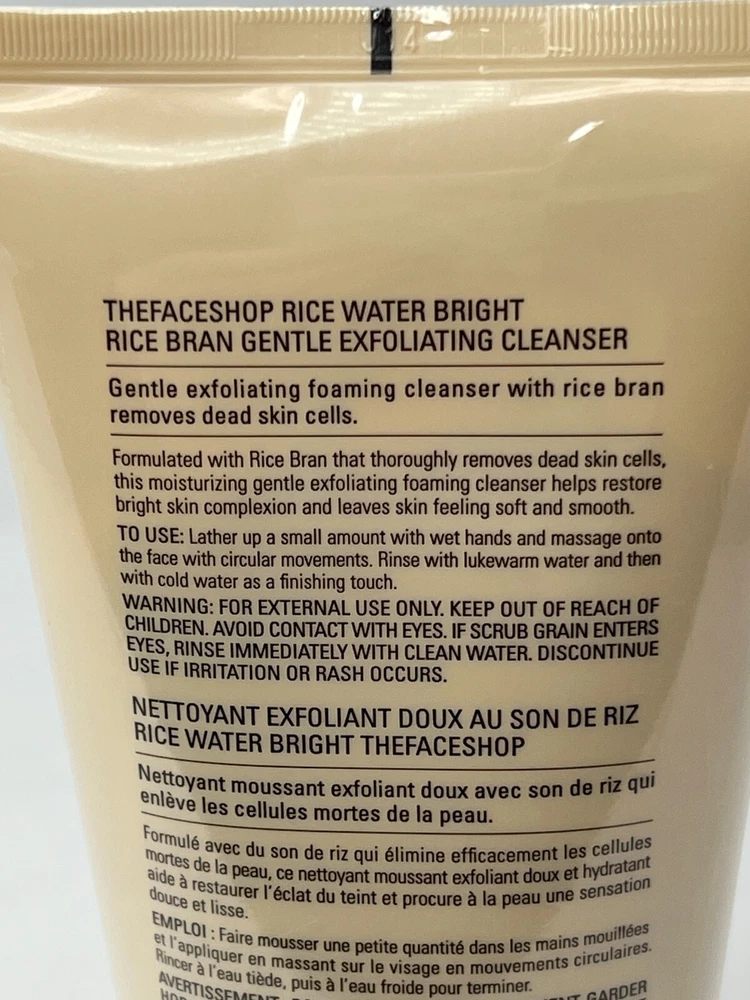 THEFACESHOP RICE WATER BRIGHT
RICE BRAN GENTLE EXFOLIATING CLEANSER
Gentle exfoliating foaming cleanser with rice bran
removes dead skin cells.
Formulated with Rice Bran that thoroughly removes dead skin cells,
this moisturizing gentle exfoliating foaming cleanser helps restore
bright skin complexion and leaves skin feeling soft and smooth.
TO USE: Lather up a small amount with wet hands and massage onto
the face with circular movements. Rinse with lukewarm water and then
with cold water as a finishing touch.
WARNING: FOR EXTERNAL USE ONLY. KEEP OUT OF REACH OF
CHILDREN. AVOID CONTACT WITH EYES. IF SCRUB GRAIN ENTERS
EYES, RINSE IMMEDIATELY WITH CLEAN WATER. DISCONTINUE
USE IF IRRITATION OR RASH OCCURS.
NETTOYANT EXFOLIANT DOUX AU SON DE RIZ
RICE WATER BRIGHT THEFACESHOP
Nettoyant moussant exfoliant doux avec son de riz qui
enlève les cellules mortes de la peau.
Formulé avec du son de riz qui élimine efficacement les cellules
mortes de la peau, ce nettoyant moussant exfoliant doux et hydratant
aide à restaurer l'éclat du teint et procure à la peau une sensation
douce et lisse.
EMPLOI : Faire mousser une petite quantité dans les mains mouillées
et l'appliquer en massant sur le visage en mouvements circulaires.
Rincer à l'eau tiède, puis à l'eau froide pour terminer.
GARDER